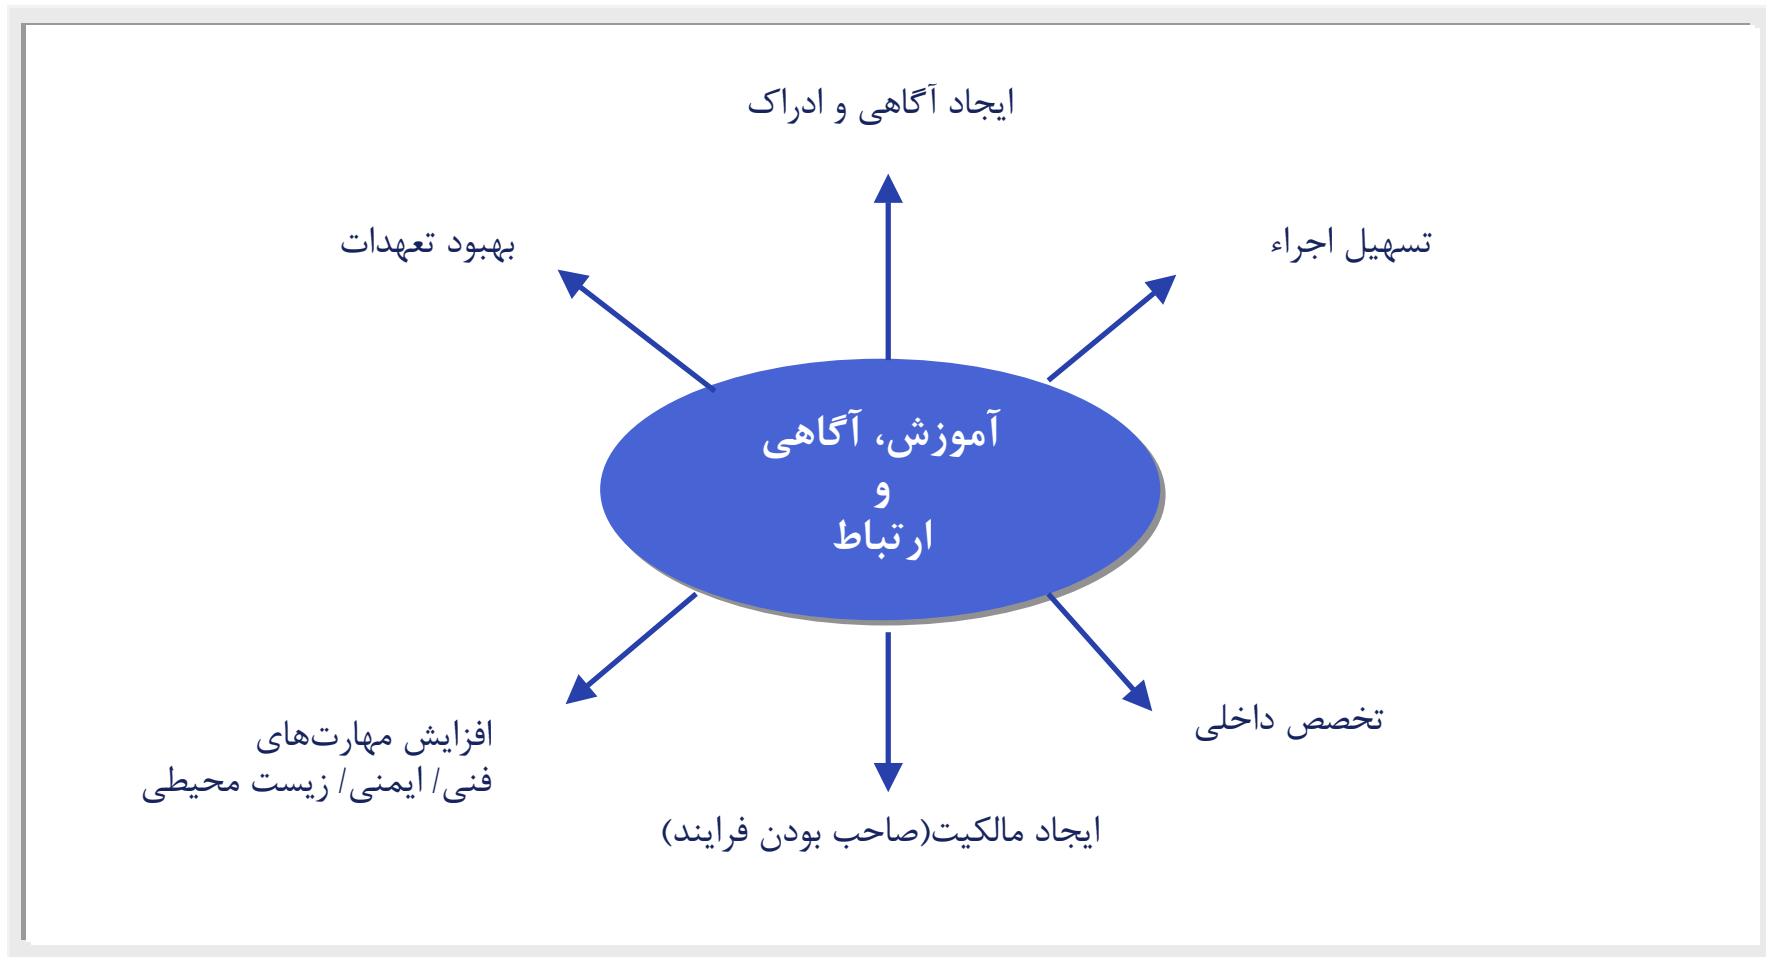 ایجاد آگاهی و ادراک
تسهیل اجراء
بهبود تعهدات
آموزش، آگاهی
و
ارتباط
تخصص داخلی
افزایش مهارت‌های
فنی/ ایمنی/ زیست محیطی
ایجاد مالکیت(صاحب بودن فرایند)